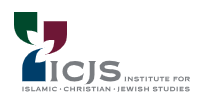 ICJS INSTITUTE FOR
ISLAMIC · CHRISTIAN · JEWISH STUDIES